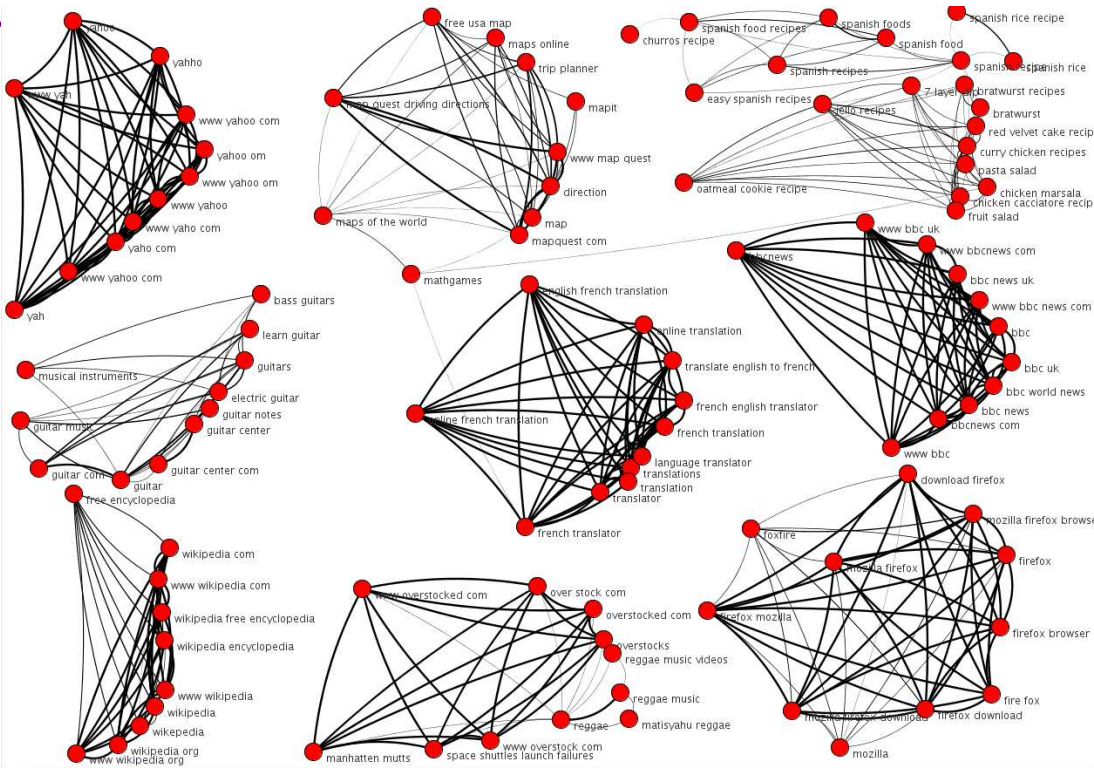 yahoo
yahho
www yah
www yahoo com
yahoo om
www yahoo om
www yahoo
www yaho com
yaho com
www yahoo com
yah
free usa map
maps online
trip planner
map quest driving directions
mapit
www map quest
direction
maps of the world
map
mapquest com
mathgames
churros recipe
spanish food recipes
spanish foods
spanish food
spanish rice recipe
spanish recipe
spanish rice
spanish recipes
easy spanish recipes
7 layer dip
bratwurst recipes
jello recipes
bratwurst
red velvet cake recip
curry chicken recipes
pasta salad
oatmeal cookie recipe
chicken marsala
chicken cacciatore recip
fruit salad
bass guitars
learn guitar
guitars
musical instruments
electric guitar
guitar notes
guitar music
guitar center
guitar com
guitar center com
guitar
english french translation
online translation
translate english to french
french english translator
online french translation
french translation
language translator
translations
translation
translator
french translator
www bbc uk
bbcnews
www bbcnews com
bbc news uk
www bbc news com
bbc
bbc uk
bbc world news
bbc news
bbcnews com
www bbc
free encyclopedia
wikipedia com
www wikipedia com
wikipedia free encyclopedia
wikipedia encyclopedia
www wikipedia
wikipedia
wikepedia
wikipedia org
www wikipedia org
www overstocked com
over stock com
overstocked com
overstocks
reggae music videos
reggae music
reggae
matisyahu reggae
www overstock com
space shuttles launch failures
manhatten mutts
download firefox
mozilla firefox browse
foxfire
firefox
mozilla firefox
firefox mozilla
firefox browser
fire fox
mozilla firefox download
firefox download
mozilla